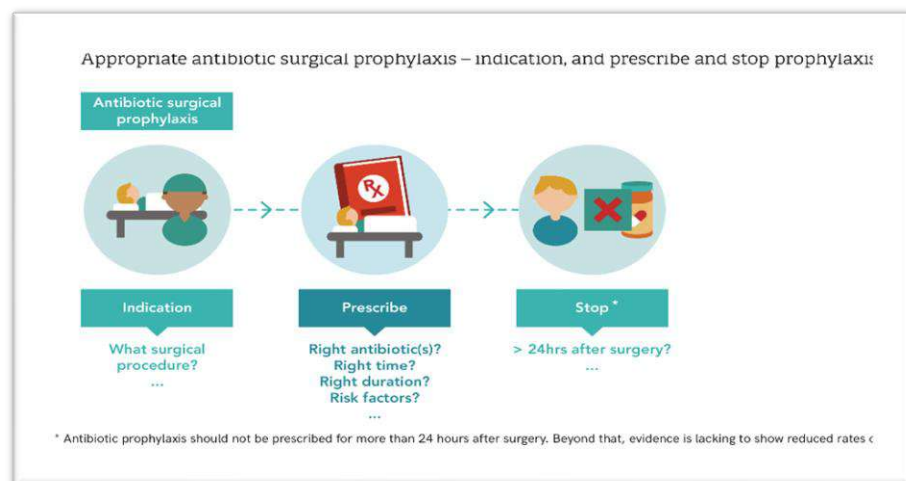 Appropriate antibiotic surgical prophylaxis – indication, and prescribe and stop prophylaxis
Antibiotic surgical
prophylaxis
Rx
Indication
Prescribe
Stop *
What surgical
procedure?
...
Right antibiotic(s)?
Right time?
Right duration?
Risk factors?
...
> 24hrs after surgery?
...
* Antibiotic prophylaxis should not be prescribed for more than 24 hours after surgery. Beyond that, evidence is lacking to show reduced rates